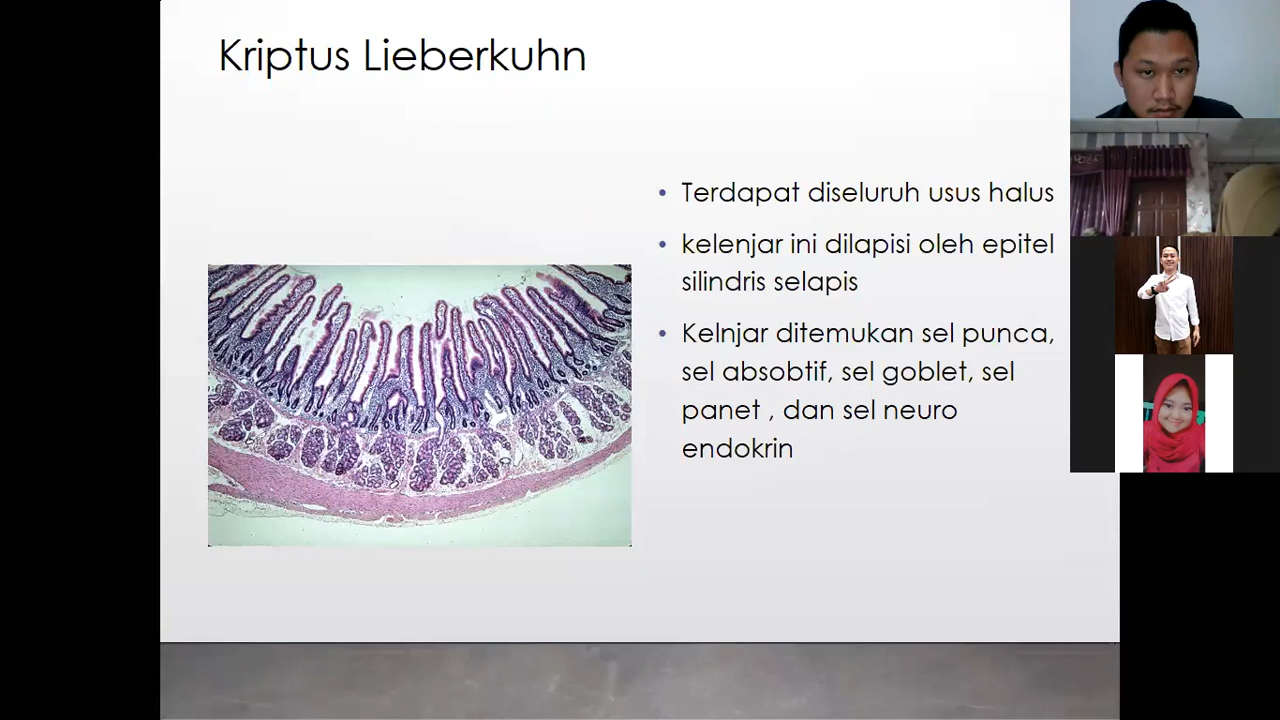 Kriptus Lieberkuhn
• Terdapat diseluruh usus halus
• kelenjar ini dilapisi oleh epitel
silindris selapis
• Kelnjar ditemukan sel punca,
sel absobtif, sel goblet, sel
panet , dan sel neuro
endokrin